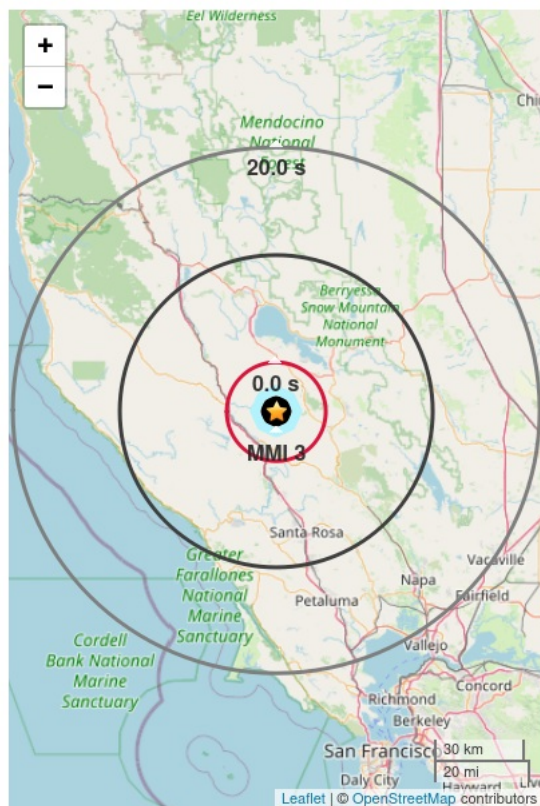 Eel Wilderness
+
−
Chi
Mendocino
National
Forest
20.0 s
Berryessa
Snow Mountain
National
Monument
0.0 s
MMI 3
Santa Rosa
Greater
Farallones
National
Marine
Sanctuary
Vacaville
Napa
Fairfield
Petaluma
Cordell
Bank National
Marine
Sanctuary
Vallejo
Concord
Richmond
Berkeley
San Francisco
30 km
20 mi
Daly City
Hayward
Live
Leaflet | © OpenStreetMap contributors